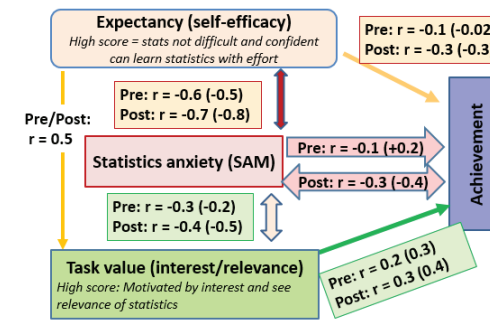 Expectancy (self-efficacy)
High score = stats not difficult and confident
can learn statistics with effort
Pre: r = -0.1 (-0.02
Post: r = -0.3 (-0.3
Pre/Post:
r = 0.5
Pre: r = -0.6 (-0.5)
Post: r = -0.7 (-0.8)
Statistics anxiety (SAM)
Pre: r = -0.1 (+0.2)
Post: r = -0.3 (-0.4)
Achievement
Pre: r = -0.3 (-0.2)
Post: r = -0.4 (-0.5)
Task value (interest/relevance)
High score: Motivated by interest and see
relevance of statistics
Pre: r = 0.2 (0.3)
Post: r = 0.3 (0.4)